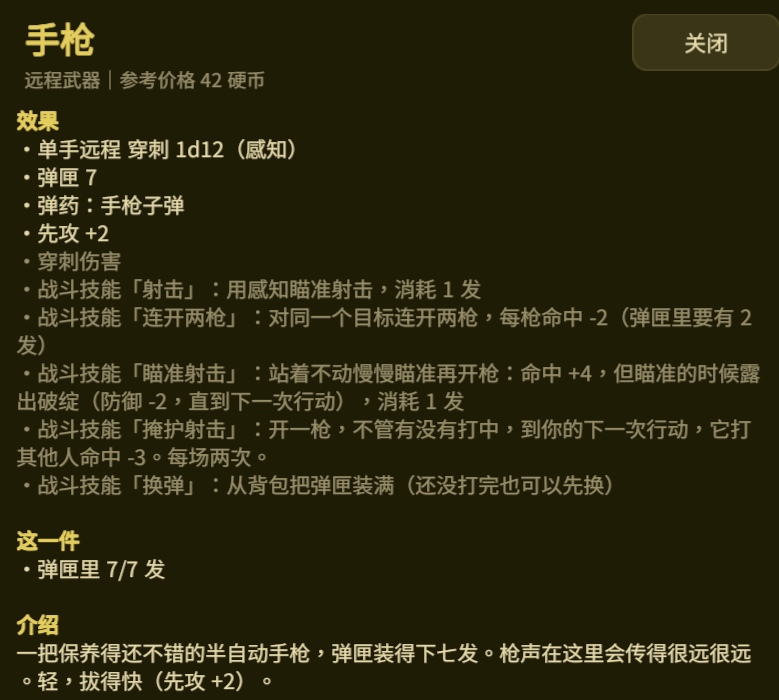 手枪
关闭
远程武器｜参考价格 42 硬币
效果
・单手远程 穿刺 1d12（感知）
・弹匣 7
・弹药：手枪子弹
・先攻 +2
・穿刺伤害
・战斗技能「射击」：用感知瞄准射击，消耗 1 发
・战斗技能「连开两枪」：对同一个目标连开两枪，每枪命中 -2（弹匣里要有 2
发）
・战斗技能「瞄准射击」：站着不动慢慢瞄准再开枪：命中 +4，但瞄准的时候露
出破绽（防御 -2，直到下一次行动），消耗 1 发
・战斗技能「掩护射击」：开一枪，不管有没有打中，到你的下一次行动，它打
其他人命中 -3。每场两次。
・战斗技能「换弹」：从背包把弹匣装满（还没打完也可以先换）
这一件
・弹匣里 7/7 发
介绍
一把保养得还不错的半自动手枪，弹匣装得下七发。枪声在这里会传得很远很远
。轻，拔得快（先攻 +2）。